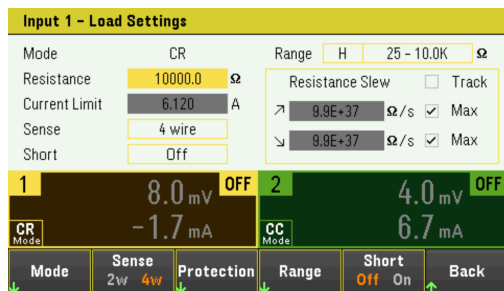 Input 1 – Load Settings
Mode CR Range H 25 – 10.0K Ω
Resistance 10000.0 Ω Resistance Slew Track
Current Limit 6.120 A ↗ 9.9E+37 Ω/s Max
Sense 4 wire
Short Off ↘ 9.9E+37 Ω/s Max
1 8.0 mV OFF 2 4.0 mV OFF
CR Mode −1.7 mA CC Mode 6.7 mA
Mode Sense 2w 4w Protection Range Short Off On Back